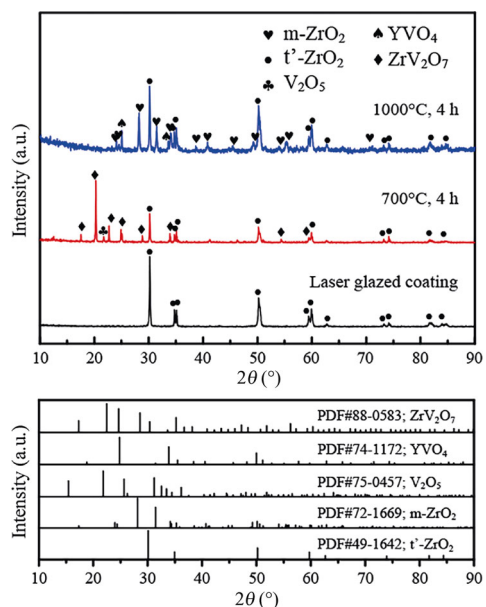 ♥ m-ZrO₂ ♠ YVO₄
● t’-ZrO₂ ♦ ZrV₂O₇
♣ V₂O₅
1000°C, 4 h
700°C, 4 h
Laser glazed coating
Intensity (a.u.)
10 20 30 40 50 60 70 80 90
2θ (°)
PDF#88-0583; ZrV₂O₇
PDF#74-1172; YVO₄
PDF#75-0457; V₂O₅
PDF#72-1669; m-ZrO₂
PDF#49-1642; t’-ZrO₂
Intensity (a.u.)
10 20 30 40 50 60 70 80 90
2θ (°)